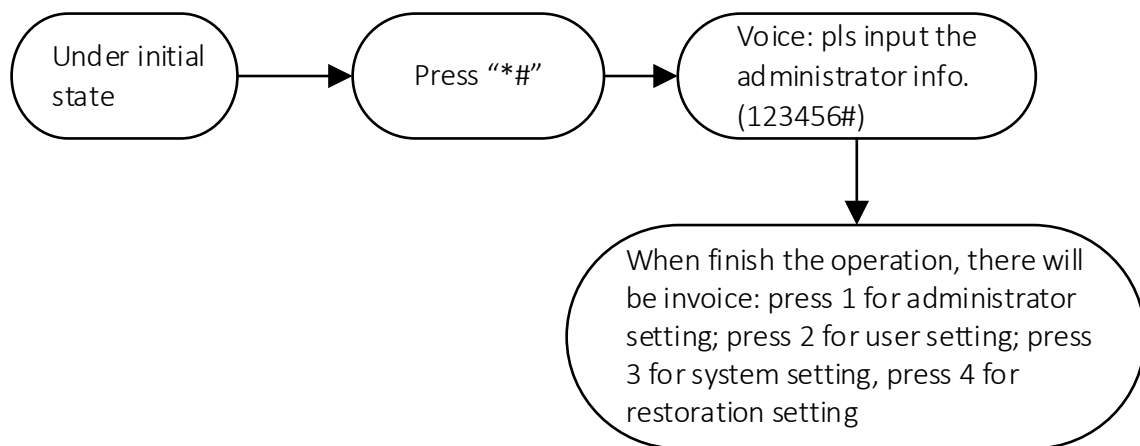 Under initial
state
Press “*#”
Voice: pls input the
administrator info.
(123456#)
When finish the operation, there will
be invoice: press 1 for administrator
setting; press 2 for user setting; press
3 for system setting, press 4 for
restoration setting